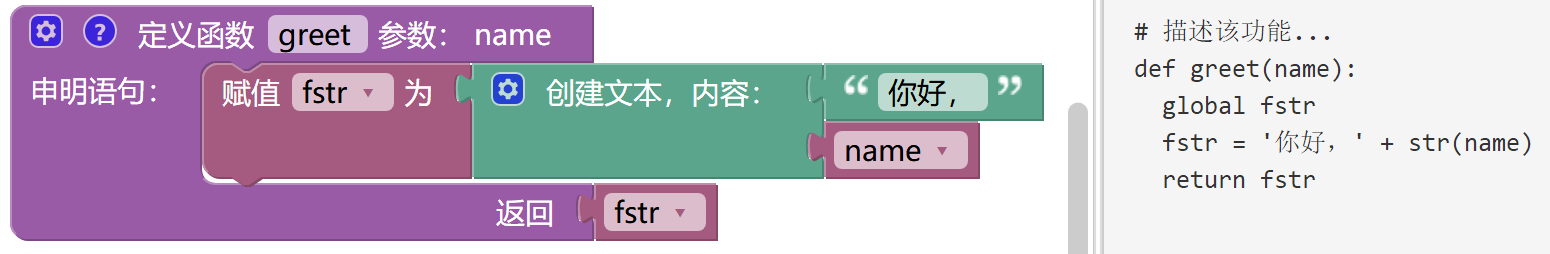 ? 定义函数 greet 参数： name
申明语句： 赋值 fstr 为 创建文本，内容： “ 你好， ”
name
返回 fstr
# 描述该功能...
def greet(name):
  global fstr
  fstr = '你好，' + str(name)
  return fstr